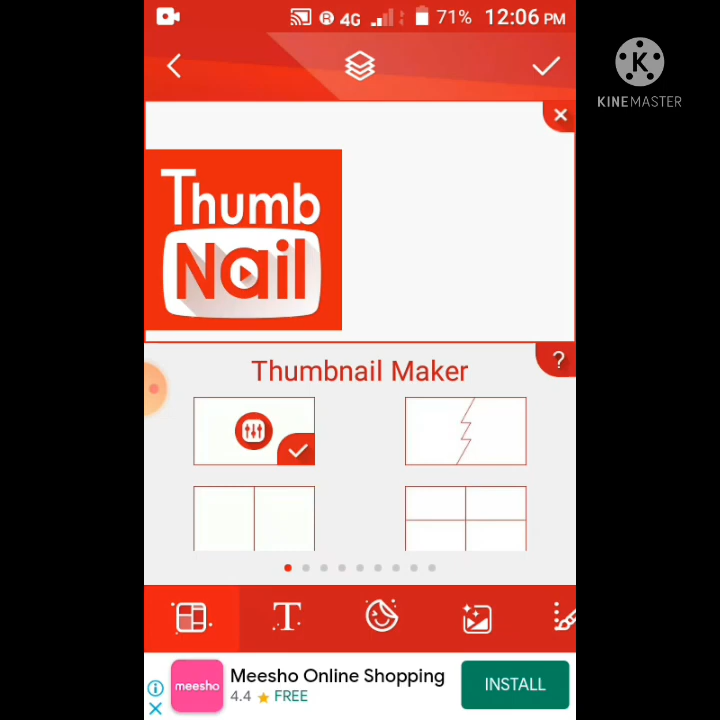 4G 71% 12:06 PM
K
KINEMASTER
Thumb
Nail
?
Thumbnail Maker
T
meesho
Meesho Online Shopping
4.4 FREE
INSTALL